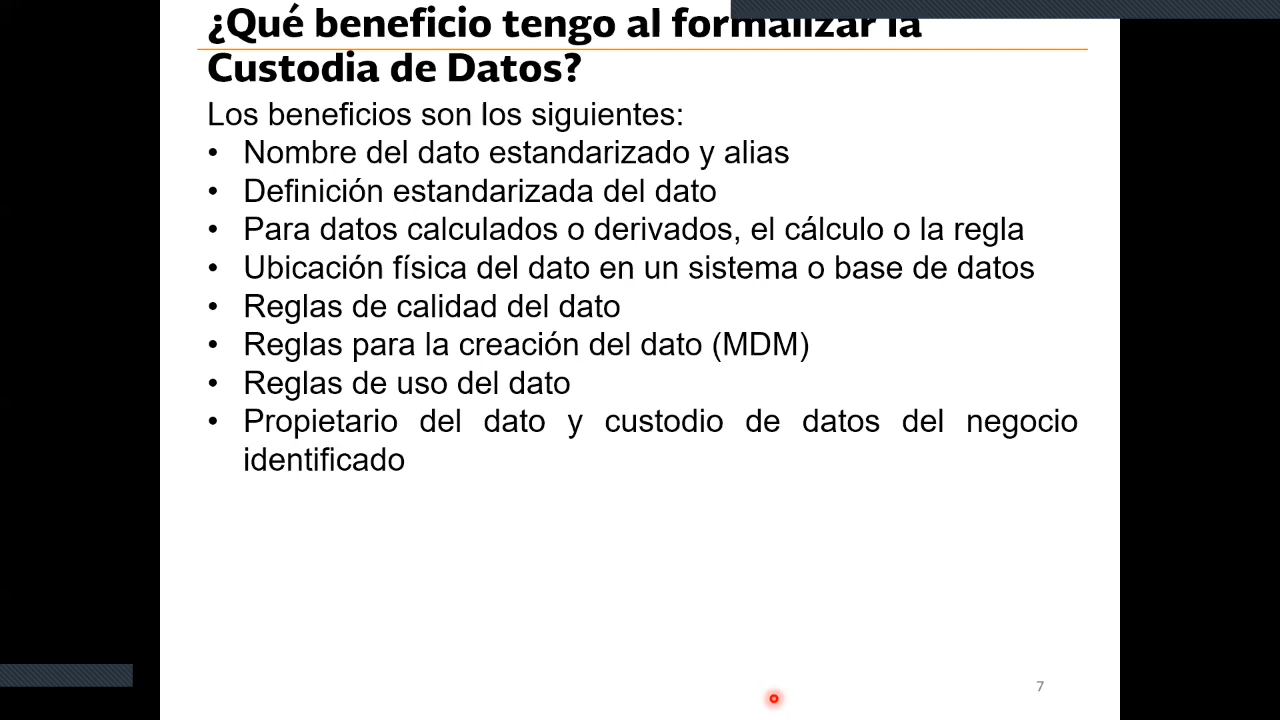 ¿Qué beneficio tengo al formalizar la
Custodia de Datos?
Los beneficios son los siguientes:
• Nombre del dato estandarizado y alias
• Definición estandarizada del dato
• Para datos calculados o derivados, el cálculo o la regla
• Ubicación física del dato en un sistema o base de datos
• Reglas de calidad del dato
• Reglas para la creación del dato (MDM)
• Reglas de uso del dato
• Propietario del dato y custodio de datos del negocio
identificado
7